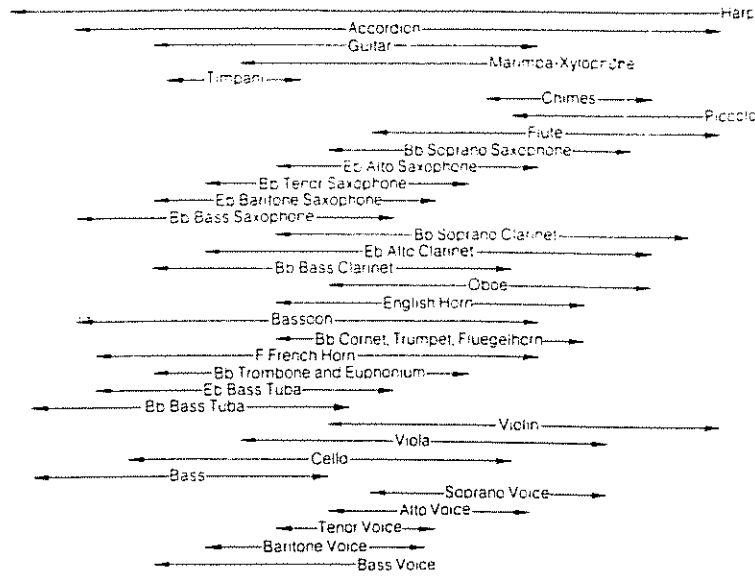 Harp
Accordion
Guitar
Marimba-Xylophone
Timpani
Chimes
Piccolo
Flute
Bb Soprano Saxophone
Eb Alto Saxophone
Eb Tenor Saxophone
Eb Baritone Saxophone
Eb Bass Saxophone
Bb Soprano Clarinet
Eb Alto Clarinet
Bb Bass Clarinet
Oboe
English Horn
Bassoon
Bb Cornet, Trumpet, Fluegelhorn
F French Horn
Bb Trombone and Euphonium
Eb Bass Tuba
Bb Bass Tuba
Violin
Viola
Cello
Bass
Soprano Voice
Alto Voice
Tenor Voice
Baritone Voice
Bass Voice